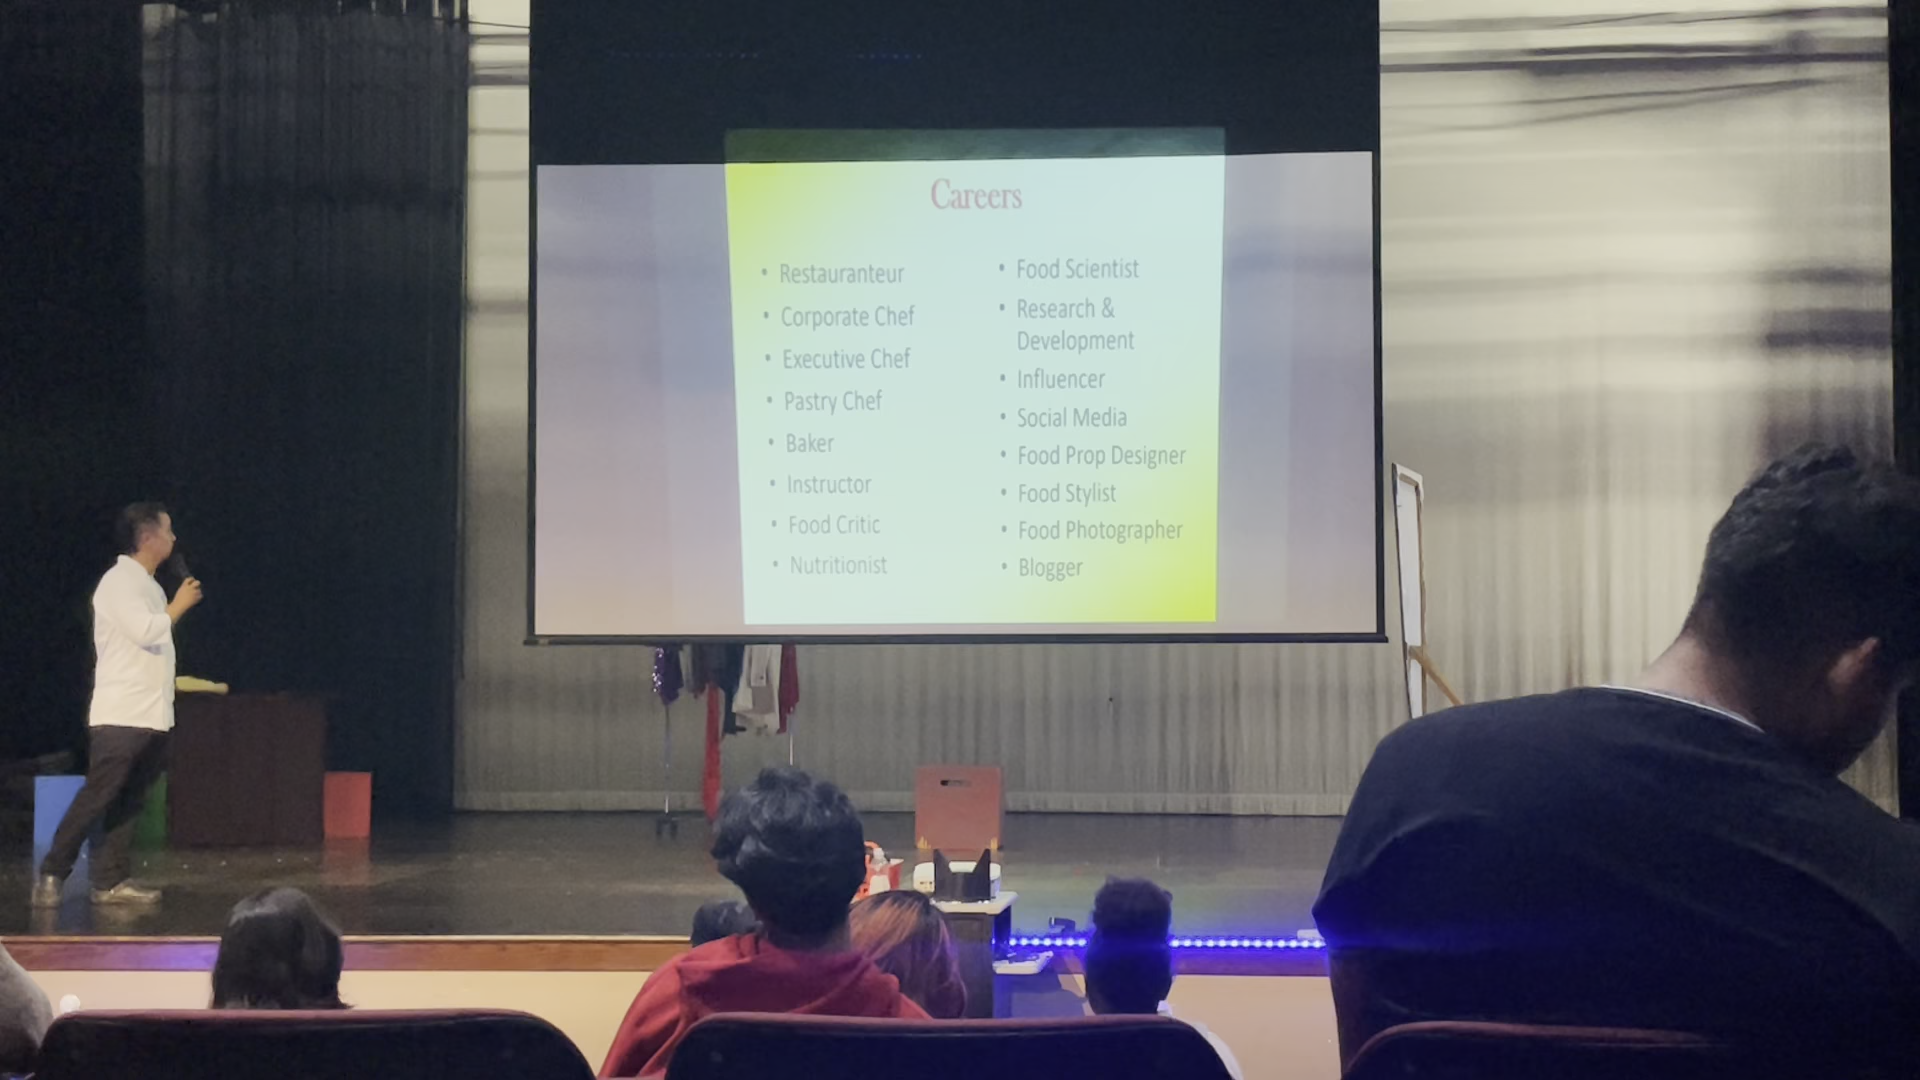 Careers
• Restauranteur
• Corporate Chef
• Executive Chef
• Pastry Chef
• Baker
• Instructor
• Food Critic
• Nutritionist
• Food Scientist
• Research &
Development
• Influencer
• Social Media
• Food Prop Designer
• Food Stylist
• Food Photographer
• Blogger